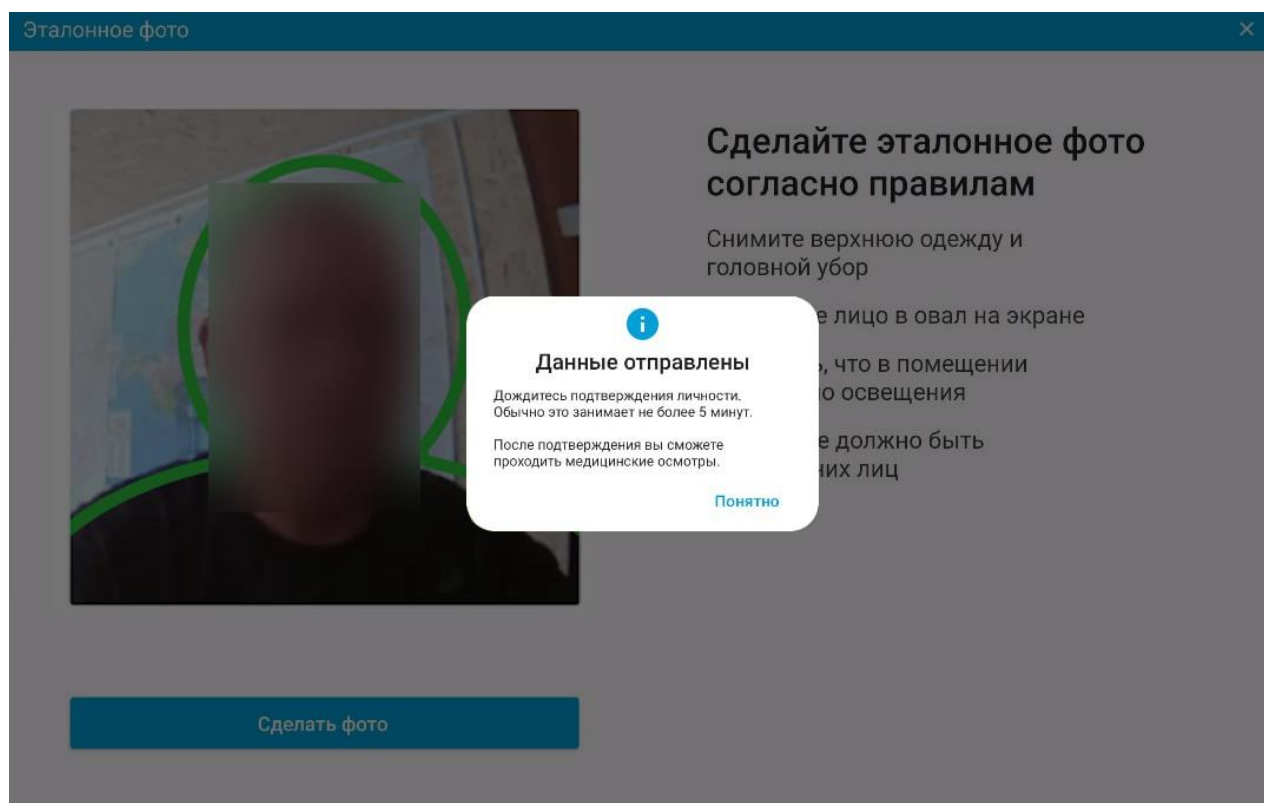 Эталонное фото
Сделайте эталонное фото
согласно правилам
Снимите верхнюю одежду и
головной убор
лицо в овал на экране
что в помещении
освещения
должно быть
лиц
Данные отправлены
Дождитесь подтверждения личности.
Обычно это занимает не более 5 минут.
После подтверждения вы сможете
проходить медицинские осмотры.
Понятно
Сделать фото